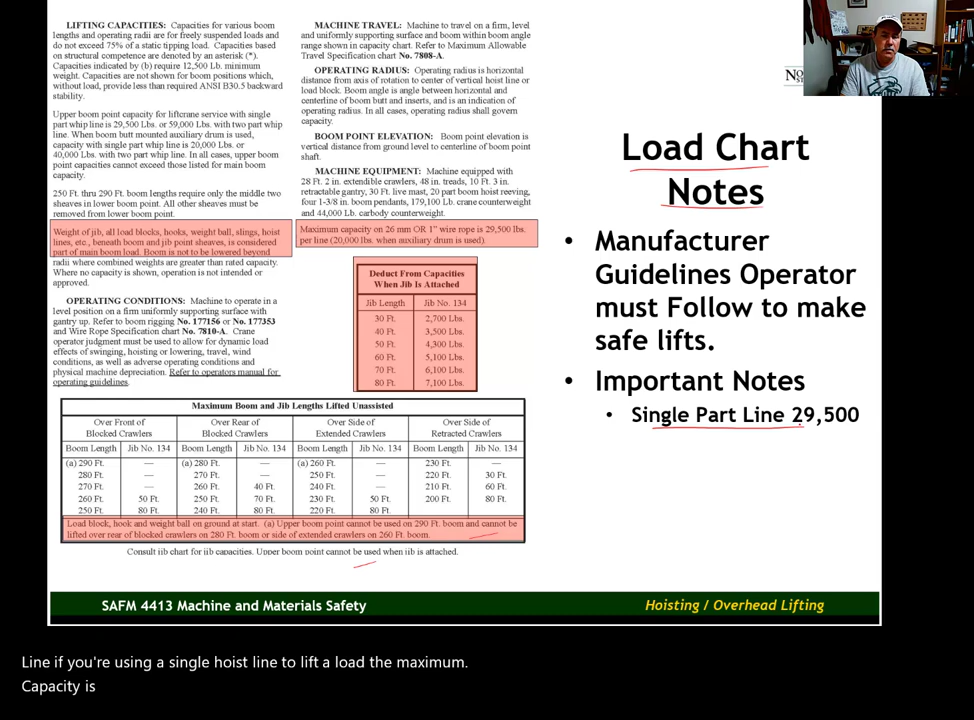 LIFTING CAPACITIES: Capacities for various boom
lengths and operating radii are for freely suspended loads and
do not exceed 75% of a static tipping load. Capacities based
on structural competence are denoted by an asterisk (*).
Capacities indicated by (b) require 12,500 Lb. minimum
weight. Capacities are not shown for boom positions which,
without load, provide less than required ANSI B30.5 backward
stability.
Upper boom point capacity for liftcrane service with single
part whip line is 29,500 Lbs. or 59,000 Lbs. with two part whip
line. When boom butt mounted auxiliary drum is used,
capacity with single part whip line is 20,000 Lbs. or
40,000 Lbs. with two part whip line. In all cases, upper boom
point capacities cannot exceed those listed for main boom
capacity.
250 Ft. thru 290 Ft. boom lengths require only the middle two
sheaves in lower boom point. All other sheaves must be
removed from lower boom point.
Weight of jib, all load blocks, hooks, weight ball, slings, hoist
lines, etc., beneath boom and jib point sheaves, is considered
part of main boom load. Boom is not to be lowered beyond
radii where combined weights are greater than rated capacity.
Where no capacity is shown, operation is not intended or
approved.
OPERATING CONDITIONS: Machine to operate in a
level position on a firm uniformly supporting surface with
gantry up. Refer to boom rigging No. 177156 or No. 177353
and Wire Rope Specification chart No. 7810-A. Crane
operator judgment must be used to allow for dynamic load
effects of swinging, hoisting or lowering, travel, wind
conditions, as well as adverse operating conditions and
physical machine depreciation. Refer to operators manual for
operating guidelines.
MACHINE TRAVEL: Machine to travel on a firm, level
and uniformly supporting surface and boom within boom angle
range shown in capacity chart. Refer to Maximum Allowable
Travel Specification chart No. 7808-A.
OPERATING RADIUS: Operating radius is horizontal
distance from axis of rotation to center of vertical hoist line or
load block. Boom angle is angle between horizontal and
centerline of boom butt and inserts, and is an indication of
operating radius. In all cases, operating radius shall govern
capacity.
BOOM POINT ELEVATION: Boom point elevation is
vertical distance from ground level to centerline of boom point
shaft.
MACHINE EQUIPMENT: Machine equipped with
28 Ft. 2 in. extendible crawlers, 48 in. treads, 10 Ft. 3 in.
retractable gantry, 30 Ft. live mast, 20 part boom hoist reeving,
four 1-3/8 in. boom pendants, 179,100 Lb. crane counterweight
and 44,000 Lb. carbody counterweight.
Maximum capacity on 26 mm OR 1" wire rope is 29,500 lbs.
per line (20,000 lbs. when auxiliary drum is used).
Deduct From Capacities
When Jib Is Attached
Jib Length Jib No. 134
30 Ft. 2,700 Lbs.
40 Ft. 3,500 Lbs.
50 Ft. 4,300 Lbs.
60 Ft. 5,100 Lbs.
70 Ft. 6,100 Lbs.
80 Ft. 7,100 Lbs.
Maximum Boom and Jib Lengths Lifted Unassisted
Over Front of Over Rear of Over Side of Over Side of
Blocked Crawlers Blocked Crawlers Extended Crawlers Retracted Crawlers
Boom Length Jib No. 134 Boom Length Jib No. 134 Boom Length Jib No. 134 Boom Length Jib No. 134
(a) 290 Ft. — (a) 280 Ft. — (a) 260 Ft. — 230 Ft. —
280 Ft. — 270 Ft. — 250 Ft. — 220 Ft. 30 Ft.
270 Ft. — 260 Ft. 40 Ft. 240 Ft. — 210 Ft. 60 Ft.
260 Ft. 50 Ft. 250 Ft. 70 Ft. 230 Ft. 50 Ft. 200 Ft. 80 Ft.
250 Ft. 80 Ft. 240 Ft. 80 Ft. 220 Ft. 80 Ft.
Load block, hook and weight ball on ground at start. (a) Upper boom point cannot be used on 290 Ft. boom and cannot be
lifted over rear of blocked crawlers on 280 Ft. boom or side of extended crawlers on 260 Ft. boom.
Consult jib chart for jib capacities. Upper boom point cannot be used when jib is attached.
Load Chart
Notes
• Manufacturer
Guidelines Operator
must Follow to make
safe lifts.
• Important Notes
• Single Part Line 29,500
SAFM 4413 Machine and Materials Safety
Hoisting / Overhead Lifting
Line if you're using a single hoist line to lift a load the maximum.
Capacity is